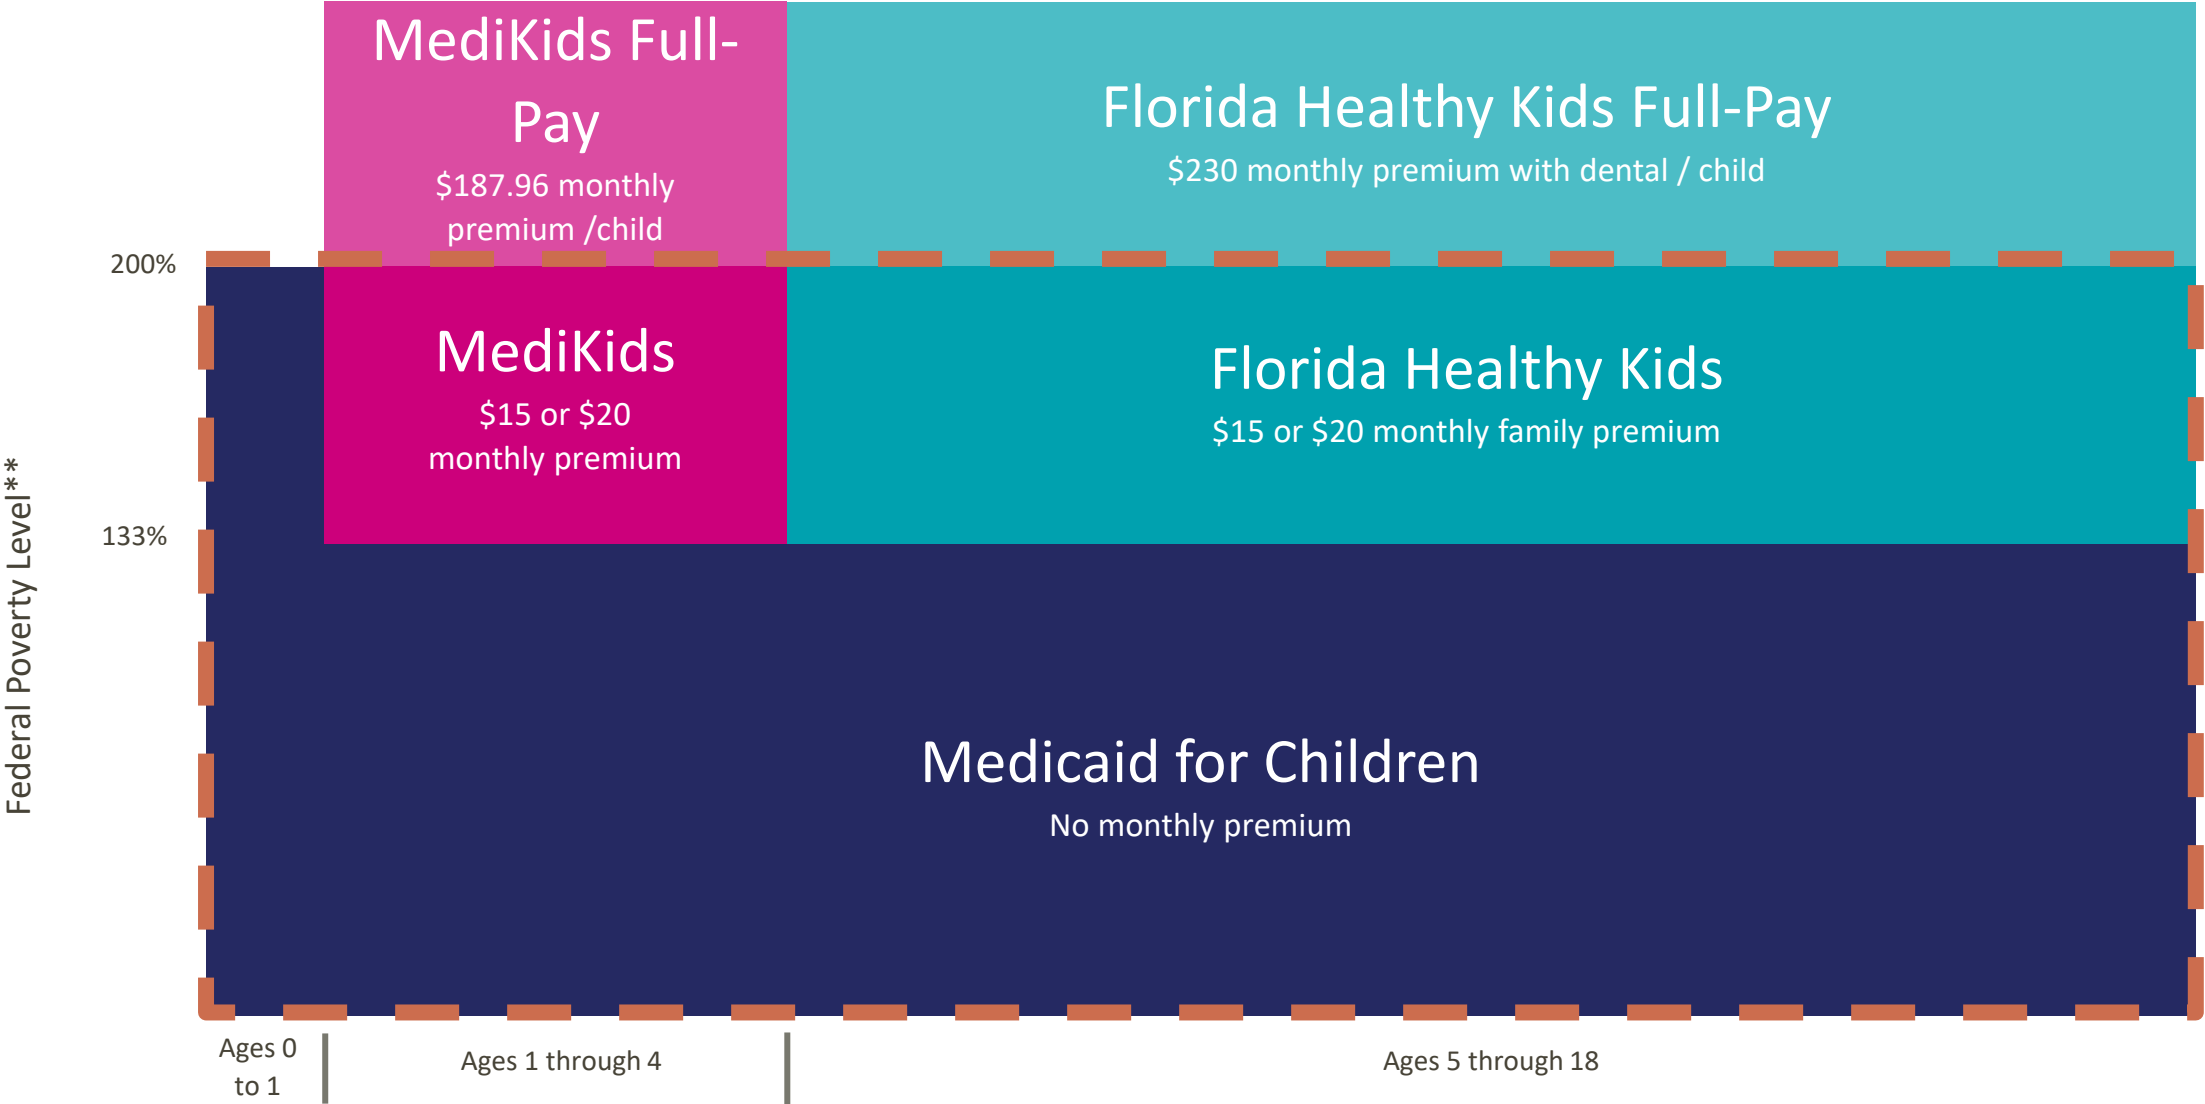 MediKids Full-
Pay
$187.96 monthly
premium /child
Florida Healthy Kids Full-Pay
$230 monthly premium with dental / child
200%
MediKids
$15 or $20
monthly premium
Florida Healthy Kids
$15 or $20 monthly family premium
133%
Federal Poverty Level**
Medicaid for Children
No monthly premium
Ages 0
to 1
Ages 1 through 4
Ages 5 through 18